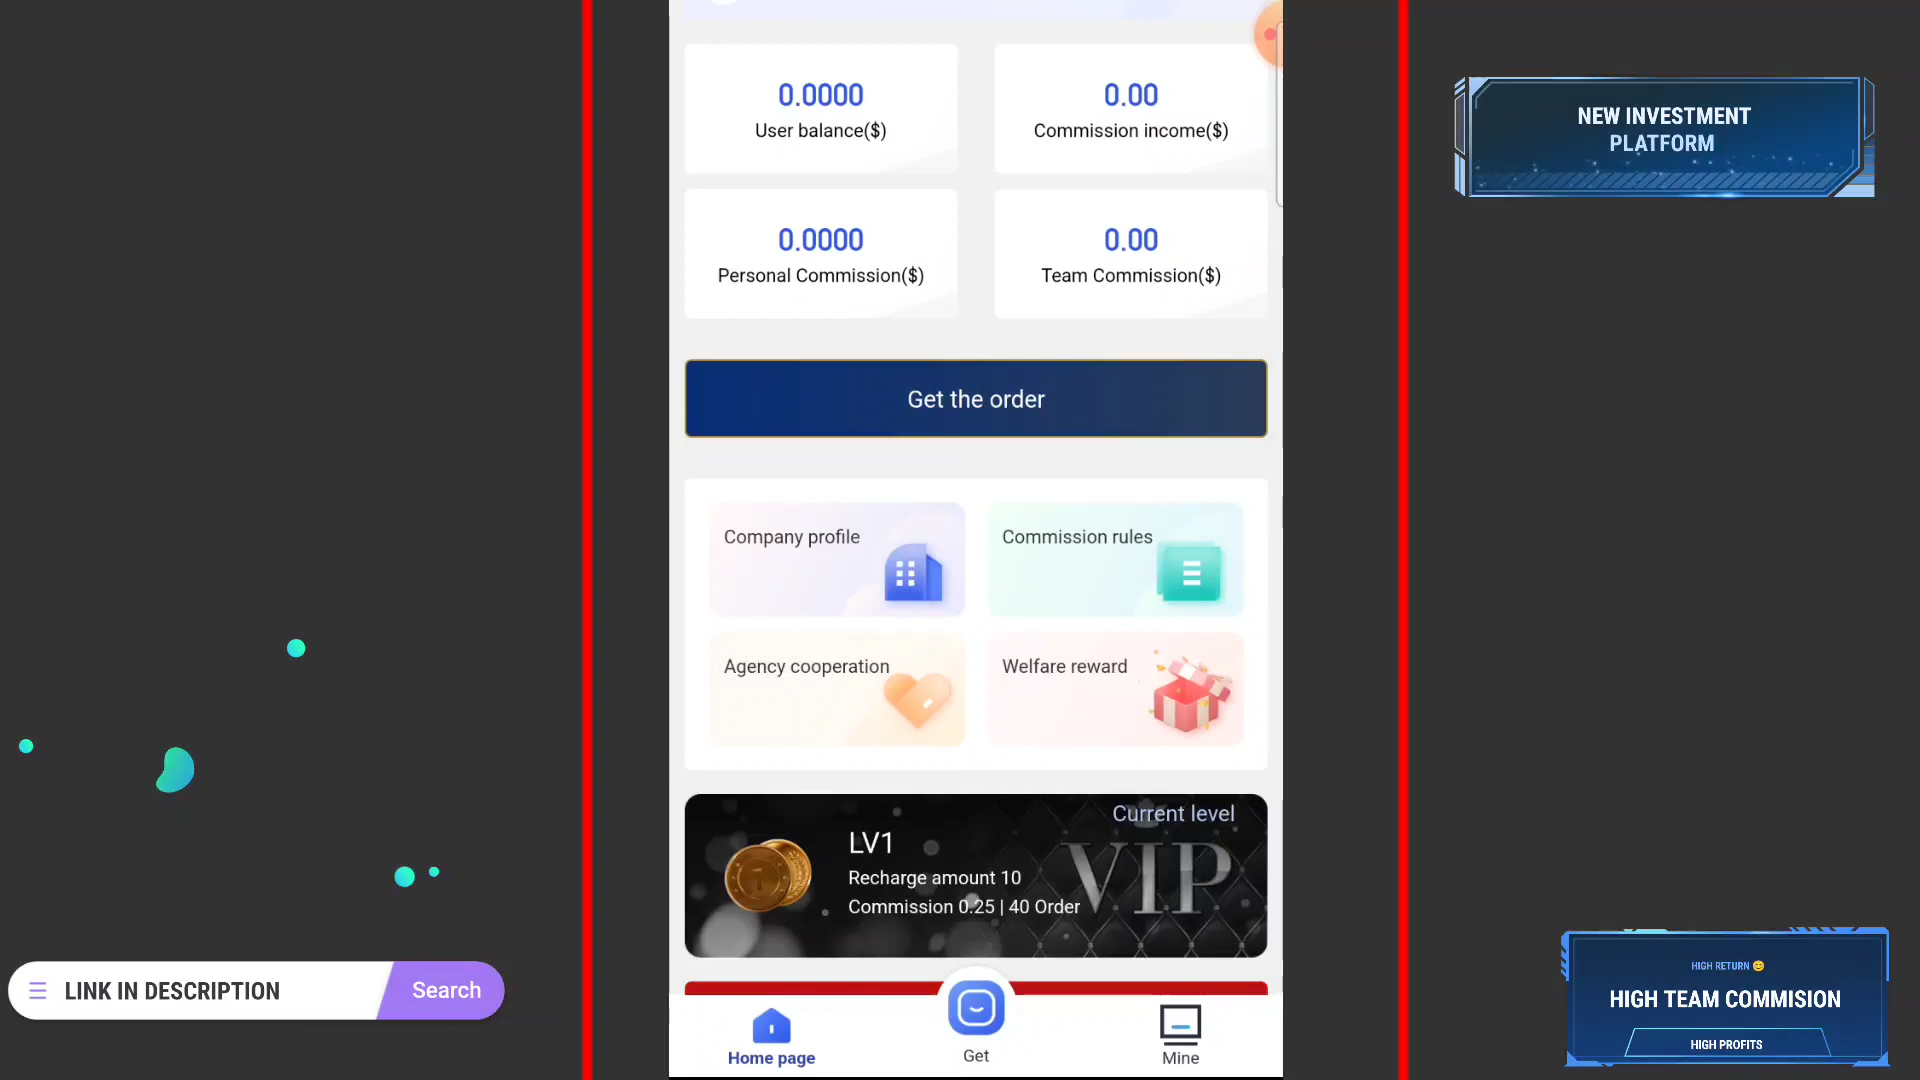 NEW INVESTMENT
PLATFORM
0.0000
User balance($)
0.00
Commission income($)
0.0000
Personal Commission($)
0.00
Team Commission($)
Get the order
Company profile
Commission rules
Agency cooperation
Welfare reward
Current level
LV1
VIP
Recharge amount 10
Commission 0.25 | 40 Order
Home page
Get
Mine
LINK IN DESCRIPTION
Search
HIGH RETURN 😊
HIGH TEAM COMMISION
HIGH PROFITS